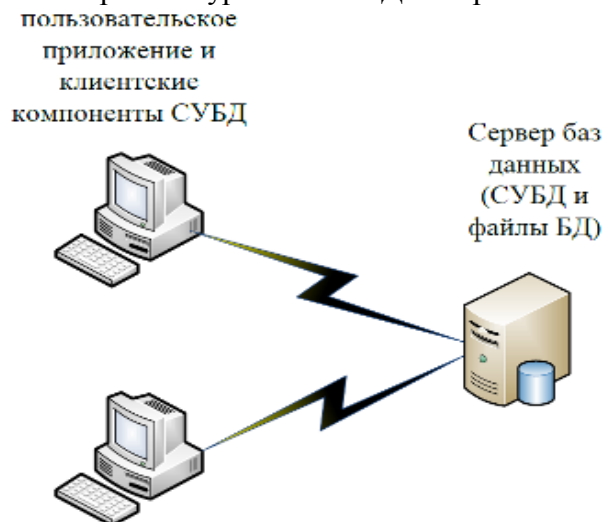 пользовательское
приложение и
клиентские
компоненты СУБД
Сервер баз
данных
(СУБД и
файлы БД)